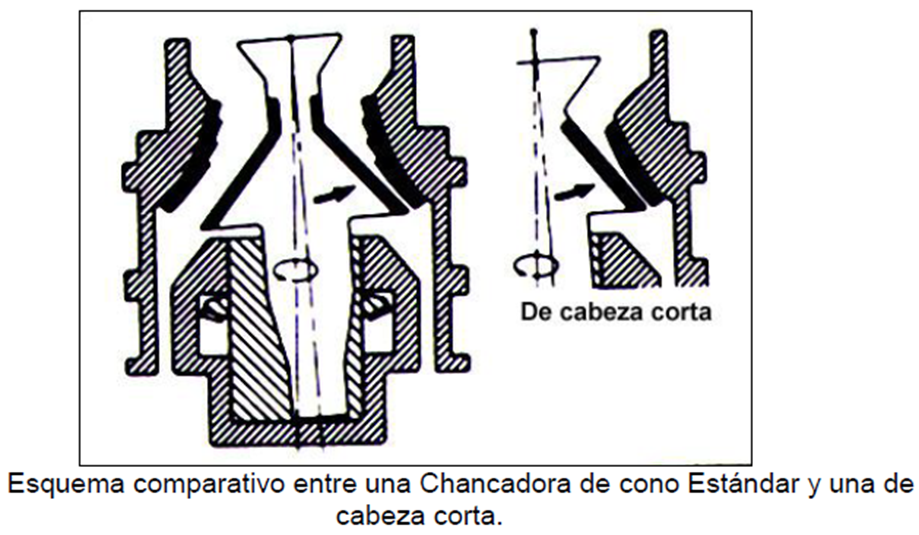 De cabeza corta
Esquema comparativo entre una Chancadora de cono Estándar y una de
cabeza corta.